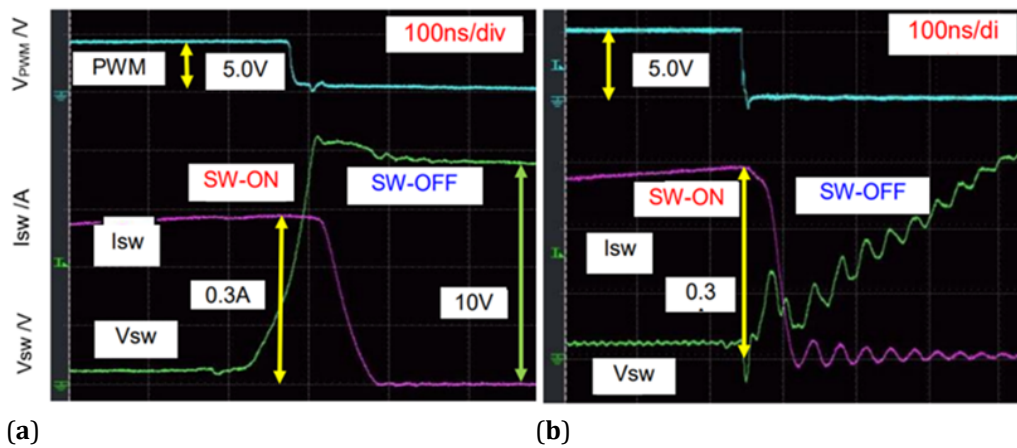 V_PWM /V
Isw /A
Vsw /V
100ns/div
PWM
5.0V
SW-ON
SW-OFF
Isw
0.3A
10V
Vsw
(a)
100ns/di
5.0V
SW-ON
SW-OFF
Isw
0.3
Vsw
(b)